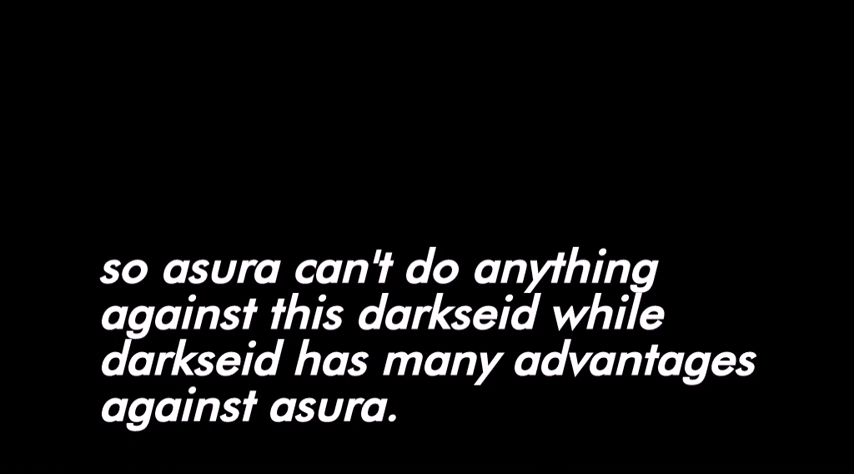 so asura can't do anything
against this darkseid while
darkseid has many advantages
against asura.